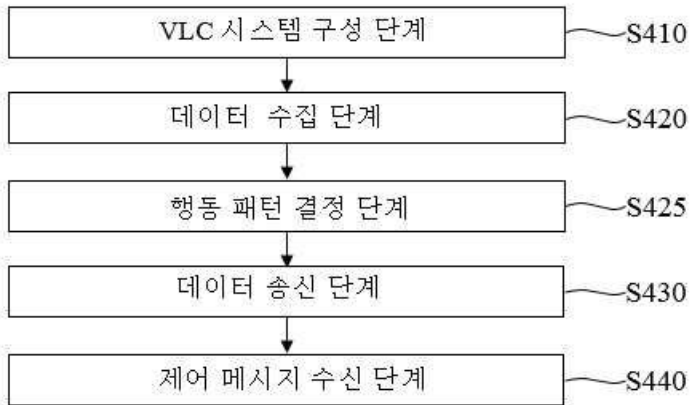 VLC 시스템 구성 단계 S410
데이터 수집 단계 S420
행동 패턴 결정 단계 S425
데이터 송신 단계 S430
제어 메시지 수신 단계 S440